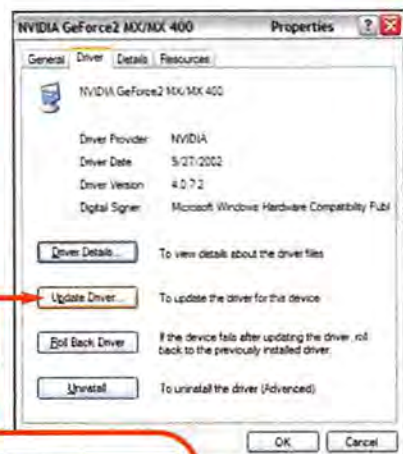 NVIDIA GeForce2 MX/MX 400 Properties
General Driver Details Resources
NVIDIA GeForce2 MX/MX 400
Driver Provider NVIDIA
Driver Date 5/27/2002
Driver Version 4.0.7.2
Digital Signer Microsoft Windows Hardware Compatibility Publ
Driver Details... To view details about the driver files
Update Driver... To update the driver for this device
Roll Back Driver If the device fails after updating the driver, roll
back to the previously installed driver.
Uninstall To uninstall the driver (Advanced)
OK Cancel